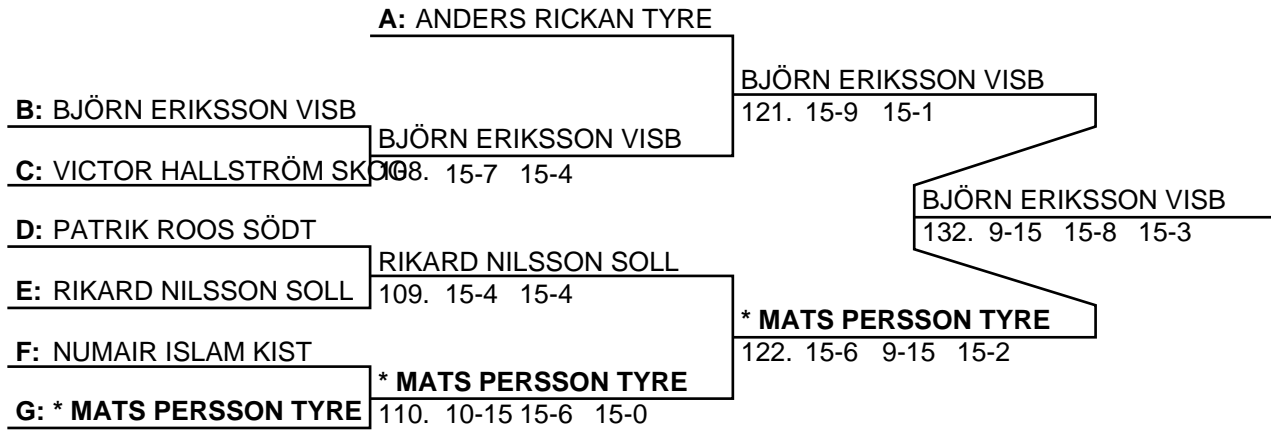 A: ANDERS RICKAN TYRE
BJÖRN ERIKSSON VISB
121. 15-9 15-1
B: BJÖRN ERIKSSON VISB
BJÖRN ERIKSSON VISB
C: VICTOR HALLSTRÖM SKOG
108. 15-7 15-4
BJÖRN ERIKSSON VISB
132. 9-15 15-8 15-3
D: PATRIK ROOS SÖDT
RIKARD NILSSON SOLL
E: RIKARD NILSSON SOLL
109. 15-4 15-4
* MATS PERSSON TYRE
122. 15-6 9-15 15-2
F: NUMAIR ISLAM KIST
* MATS PERSSON TYRE
G: * MATS PERSSON TYRE
110. 10-15 15-6 15-0